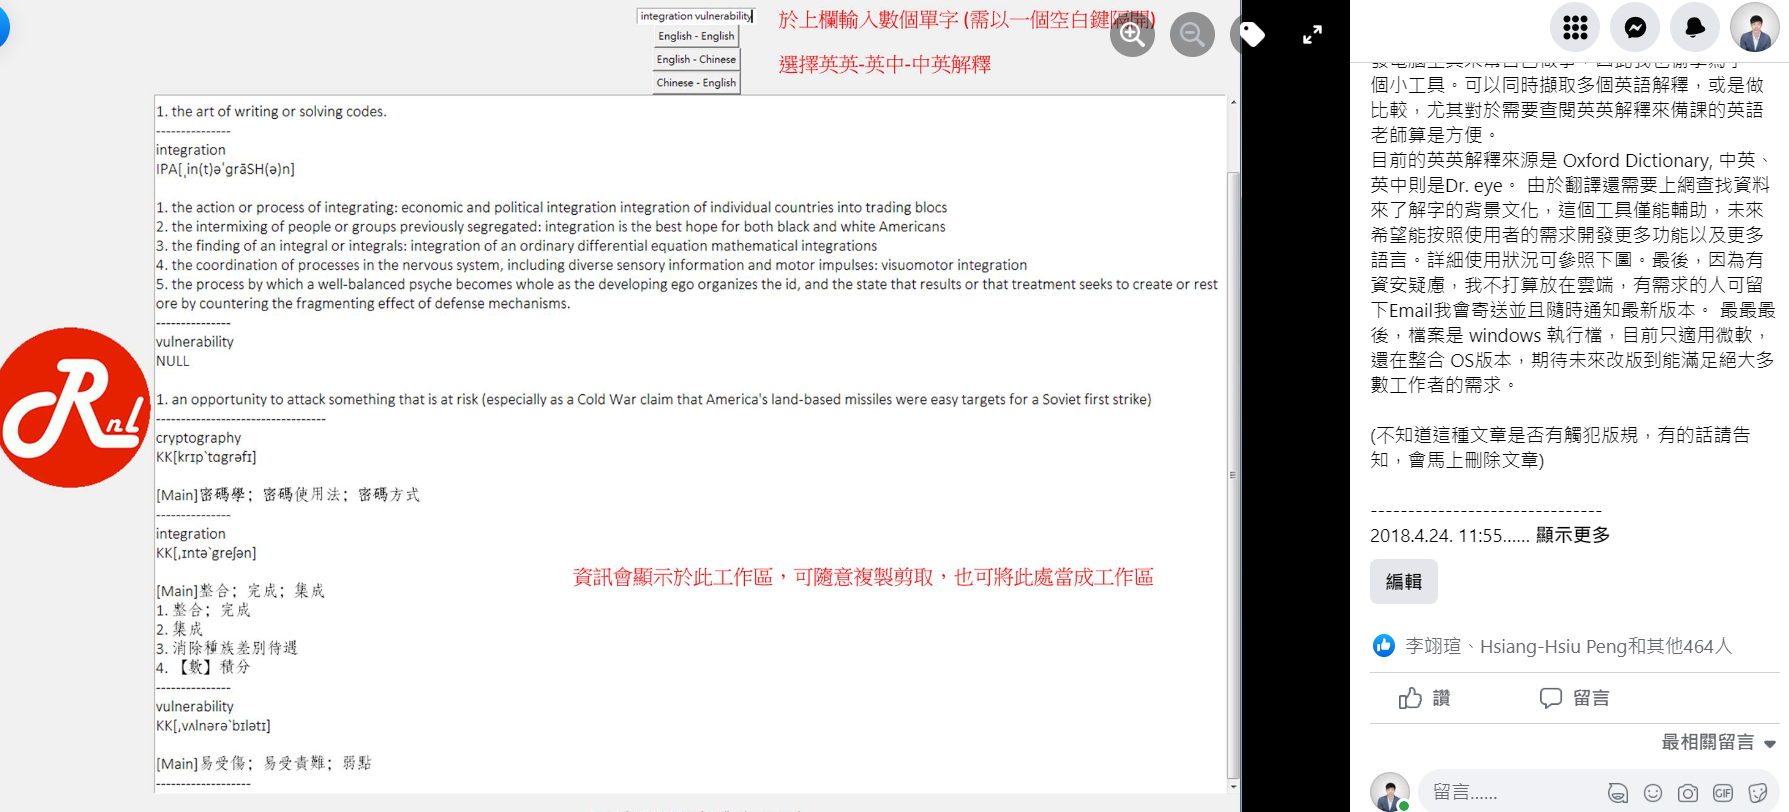 integration vulnerability
於上欄輸入數個單字 (需以一個空白鍵隔開)
English - English
English - Chinese
Chinese - English
選擇英英-英中-中英解釋
1. the art of writing or solving codes.
---------------
integration
IPA[ˌin(t)əˈɡrāSH(ə)n]
1. the action or process of integrating: economic and political integration integration of individual countries into trading blocs
2. the intermixing of people or groups previously segregated: integration is the best hope for both black and white Americans
3. the finding of an integral or integrals: integration of an ordinary differential equation mathematical integrations
4. the coordination of processes in the nervous system, including diverse sensory information and motor impulses: visuomotor integration
5. the process by which a well-balanced psyche becomes whole as the developing ego organizes the id, and the state that results or that treatment seeks to create or rest
ore by countering the fragmenting effect of defense mechanisms.
---------------
vulnerability
NULL
1. an opportunity to attack something that is at risk (especially as a Cold War claim that America's land-based missiles were easy targets for a Soviet first strike)
--------------------------------
cryptography
KK[krɪpˋtɑgrəfɪ]
[Main]密碼學；密碼使用法；密碼方式
---------------
integration
KK[͵ɪntəˋgreʃən]
[Main]整合；完成；集成
1. 整合；完成
2. 集成
3. 消除種族差別待遇
4. 【數】積分
---------------
vulnerability
KK[͵vʌlnərəˋbɪlətɪ]
[Main]易受傷；易受責難；弱點
-------------------
資訊會顯示於此工作區，可隨意複製剪取，也可將此處當成工作區
Rnl
個小工具。可以同時擷取多個英語解釋，或是做
比較，尤其對於需要查閱英英解釋來備課的英語
老師算是方便。
目前的英英解釋來源是 Oxford Dictionary, 中英、
英中則是Dr. eye。 由於翻譯還需要上網查找資料
來了解字的背景文化，這個工具僅能輔助，未來
希望能按照使用者的需求開發更多功能以及更多
語言。詳細使用狀況可參照下圖。最後，因為有
資安疑慮，我不打算放在雲端，有需求的人可留
下Email我會寄送並且隨時通知最新版本。 最最最
後，檔案是 windows 執行檔，目前只適用微軟，
還在整合 OS版本，期待未來改版到能滿足絕大多
數工作者的需求。
(不知道這種文章是否有觸犯版規，有的話請告
知，會馬上刪除文章)
-------------------------------
2018.4.24. 11:55...... 顯示更多
編輯
李翊瑄、Hsiang-Hsiu Peng和其他464人
讚
留言
最相關留言
留言......
GIF